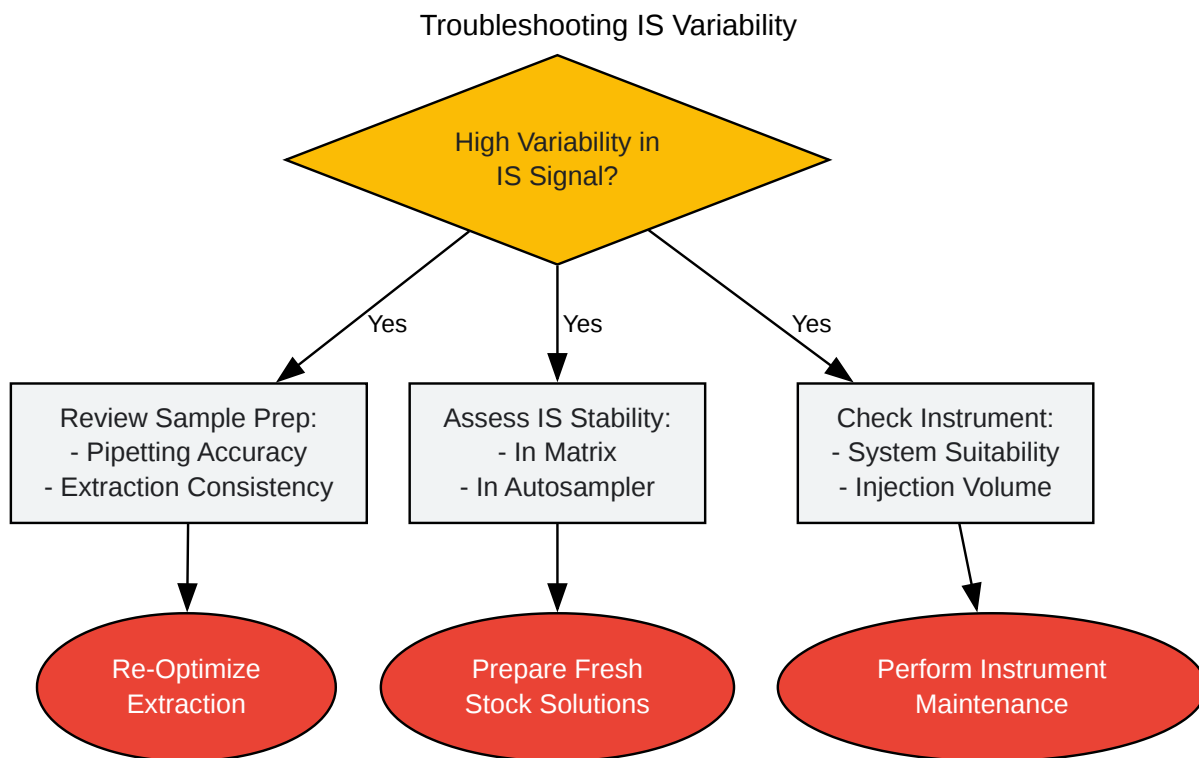 Troubleshooting IS Variability
High Variability in
IS Signal?
Yes
Yes
Yes
Review Sample Prep:
- Pipetting Accuracy
- Extraction Consistency
Assess IS Stability:
- In Matrix
- In Autosampler
Check Instrument:
- System Suitability
- Injection Volume
Re-Optimize
Extraction
Prepare Fresh
Stock Solutions
Perform Instrument
Maintenance